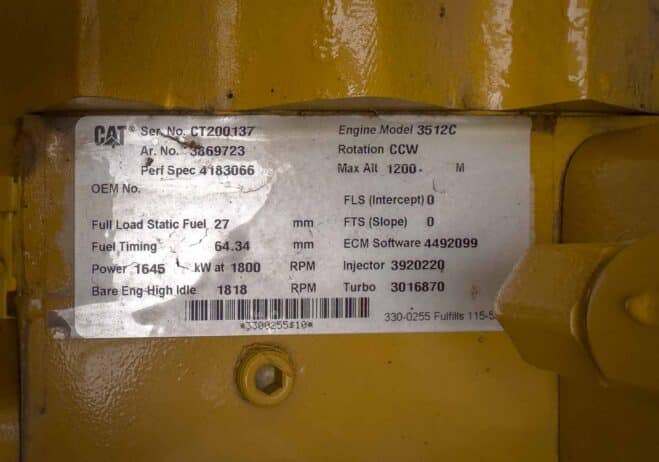 CAT® Ser. No. CT200137 Engine Model 3512C
Ar. No. 3869723 Rotation CCW
Perf Spec 4183066 Max Alt 1200. M
OEM No.
FLS (Intercept) 0
Full Load Static Fuel 27 mm FTS (Slope) 0
Fuel Timing 64.34 mm ECM Software 4492099
Power 1645 kW at 1800 RPM Injector 3920220
Bare Eng-High Idle 1818 RPM Turbo 3016870
*3300255$10* 330-0255 Fulfills